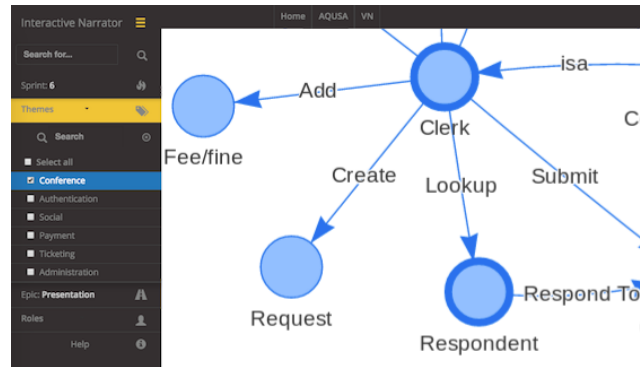 Interactive Narrator
Home AQUSA VN
Search for...
Sprint: 6
Themes
Search
Select all
Conference
Authentication
Social
Payment
Ticketing
Administration
Epic: Presentation
Roles
Help
isa
Add
Clerk
Fee/fine
Create
Lookup
Submit
Request
Respond To
Respondent